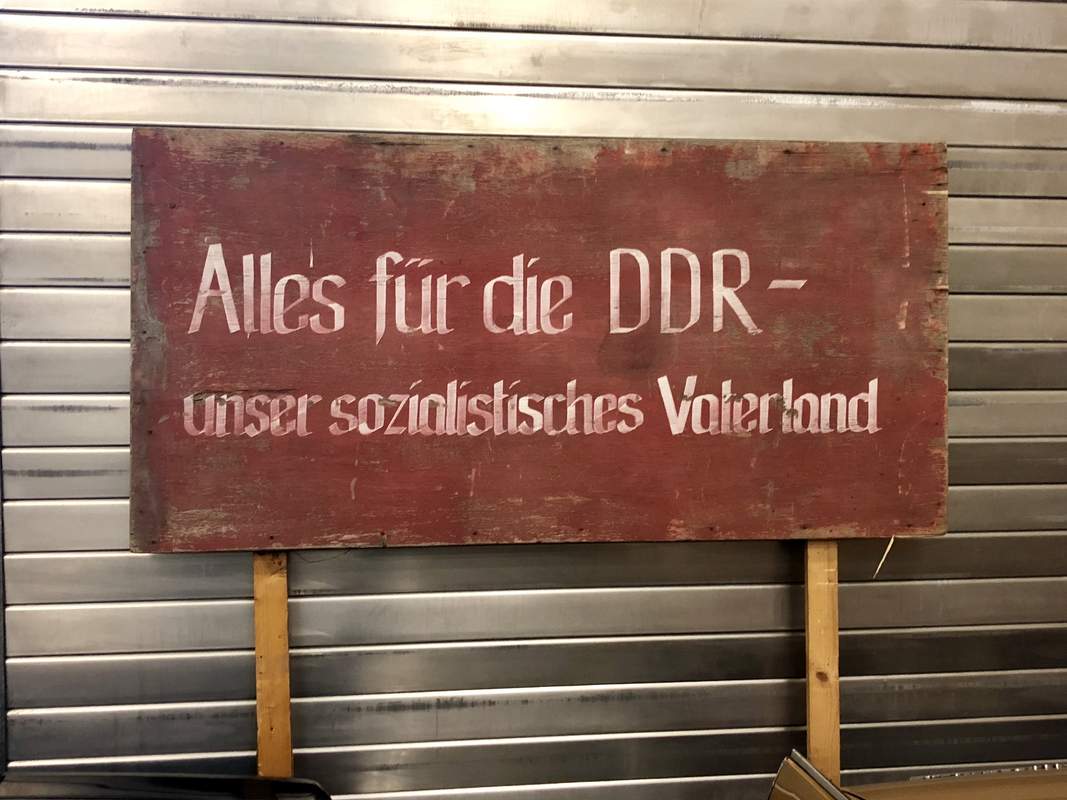 Alles für die DDR -
unser sozialistisches Vaterland